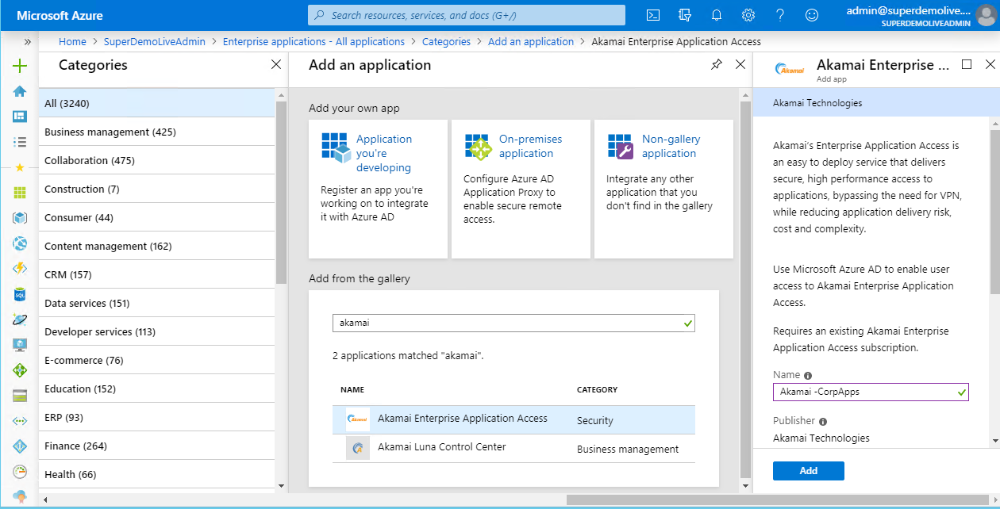 Microsoft Azure
Search resources, services, and docs (G+/)
admin@superdemolive....
SUPERDEMOLIVEADMIN
Home > SuperDemoLiveAdmin > Enterprise applications - All applications > Categories > Add an application > Akamai Enterprise Application Access
Categories
All (3240)
Business management (425)
Collaboration (475)
Construction (7)
Consumer (44)
Content management (162)
CRM (157)
Data services (151)
Developer services (113)
E-commerce (76)
Education (152)
ERP (93)
Finance (264)
Health (66)
Add an application
Add your own app
Application
you're
developing
Register an app you're
working on to integrate
it with Azure AD
On-premises
application
Configure Azure AD
Application Proxy to
enable secure remote
access.
Non-gallery
application
Integrate any other
application that you
don't find in the gallery
Add from the gallery
akamai
2 applications matched "akamai".
NAME CATEGORY
Akamai Akamai Enterprise Application Access Security
Akamai Luna Control Center Business management
Akamai Akamai Enterprise ...
Add app
Akamai Technologies
Akamai's Enterprise Application Access is
an easy to deploy service that delivers
secure, high performance access to
applications, bypassing the need for VPN,
while reducing application delivery risk,
cost and complexity.
Use Microsoft Azure AD to enable user
access to Akamai Enterprise Application
Access.
Requires an existing Akamai Enterprise
Application Access subscription.
Name
Akamai -CorpApps
Publisher
Akamai Technologies
Add
SQL